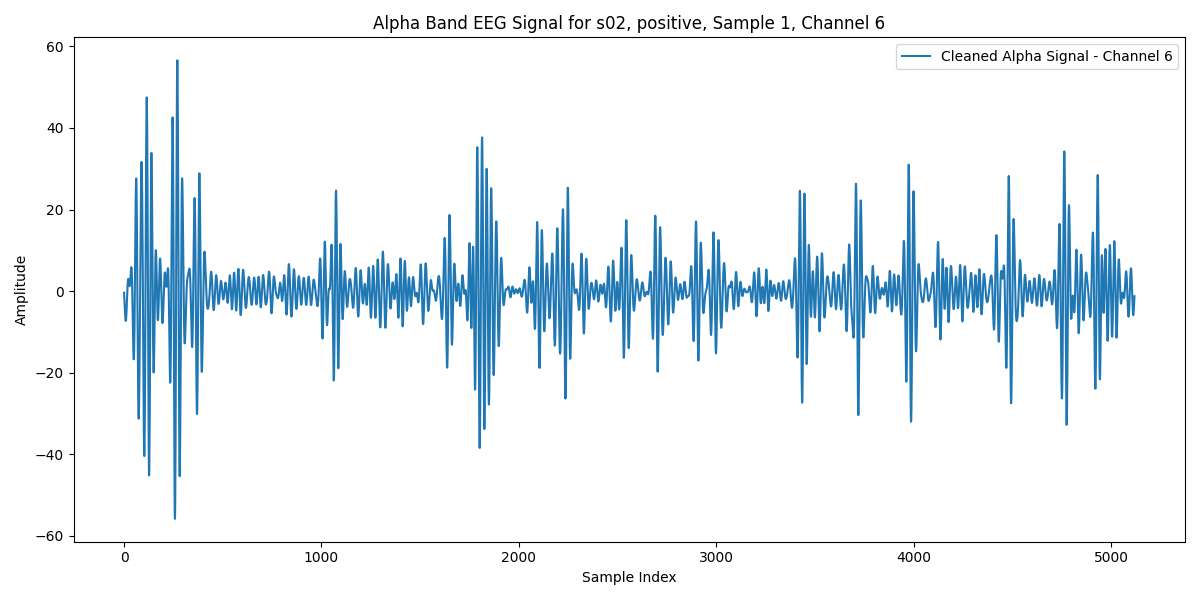 Alpha Band EEG Signal for s02, positive, Sample 1, Channel 6
Cleaned Alpha Signal - Channel 6
Amplitude
60
40
20
0
−20
−40
−60
0 1000 2000 3000 4000 5000
Sample Index